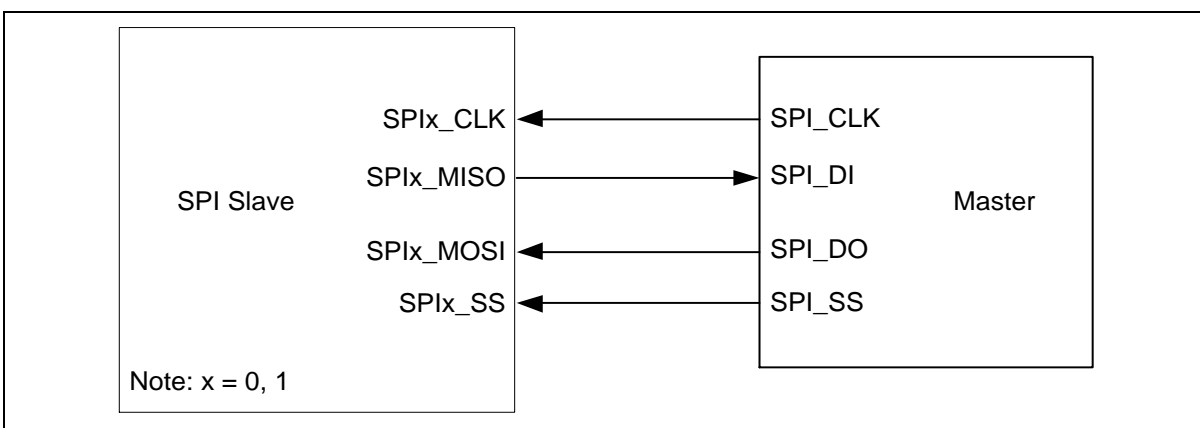 SPIx_CLK
SPI_CLK
SPIx_MISO
SPI_DI
SPI Slave
Master
SPIx_MOSI
SPI_DO
SPIx_SS
SPI_SS
Note: x = 0, 1